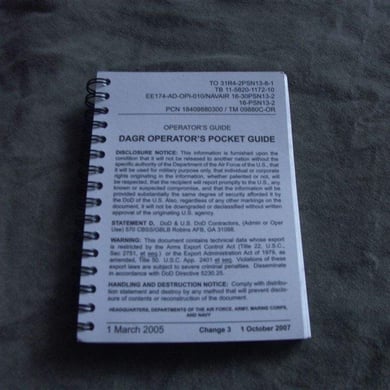 TO 31R4-2PSN13-8-1
TB 11-5820-1172-10
EE174-AD-OPI-010/NAVAIR 16-30PSN13-2
16-PSN13-2
PCN 18409880300 / TM 09880C-OR
OPERATOR'S GUIDE
DAGR OPERATOR'S POCKET GUIDE
DISCLOSURE NOTICE: This information is furnished upon the
condition that it will not be released to another nation without the
specific authority of the Department of the Air Force of the U.S., that
it will be used for military purposes only, that individual or corporate
rights originating in the information, whether patented or not, will
be respected, that the recipient will report promptly to the U.S., any
known or suspected compromise, and that the information will be
provided substantially the same degree of security afforded it by
the DoD of the U.S. Also, regardless of any other markings on the
document, it will not be downgraded or declassified without written
approval of the originating U.S. agency.
STATEMENT D. DoD & U.S. DoD Contractors, (Admin or Oper
Use) 570 CBSS/GBLB Robins AFB, GA 31098.
WARNING: This document contains technical data whose export
is restricted by the Arms Export Control Act (Title 22, U.S.C.,
Sec 2751, et seq.) or the Export Administration Act of 1979, as
amended, Title 50, U.S.C. App. 2401 et seq. Violations of these
export laws are subject to severe criminal penalties. Disseminate
in accordance with DoD Directive 5230.25.
HANDLING AND DESTRUCTION NOTICE: Comply with distribu-
tion statement and destroy by any method that will prevent disclo-
sure of contents or reconstruction of the document.
HEADQUARTERS, DEPARTMENTS OF THE AIR FORCE, ARMY, MARINE CORPS,
AND NAVY
1 March 2005 Change 3 1 October 2007